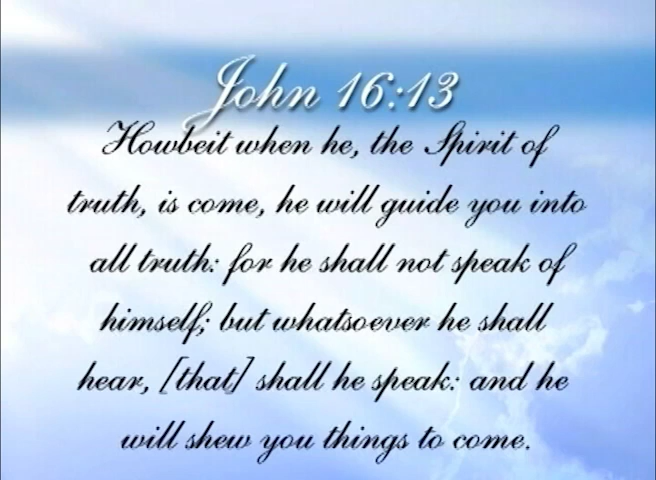 John 16:13
Howbeit when he, the Spirit of
truth, is come, he will guide you into
all truth: for he shall not speak of
himself; but whatsoever he shall
hear, [that] shall he speak: and he
will shew you things to come.